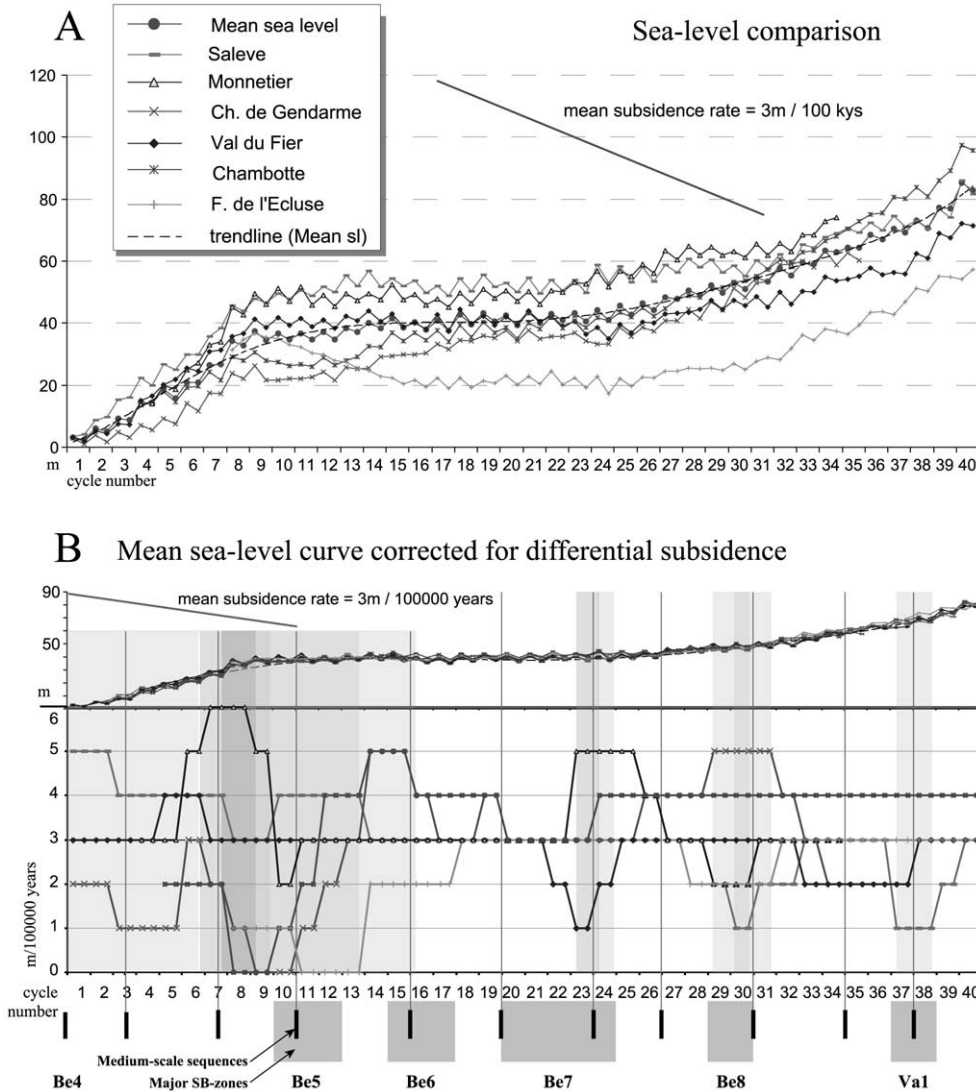 A
Sea-level comparison
Mean sea level
Saleve
Monnetier
Ch. de Gendarme
Val du Fier
Chambotte
F. de l'Ecluse
trendline (Mean sl)
mean subsidence rate = 3m / 100 kys
120
100
80
60
40
20
0
m
1 2 3 4 5 6 7 8 9 10 11 12 13 14 15 16 17 18 19 20 21 22 23 24 25 26 27 28 29 30 31 32 33 34 35 36 37 38 39 40
cycle number
B
Mean sea-level curve corrected for differential subsidence
90
mean subsidence rate = 3m / 100000 years
50
m
6
5
4
3
2
1
0
m/100000 years
cycle number
1 2 3 4 5 6 7 8 9 10 11 12 13 14 15 16 17 18 19 20 21 22 23 24 25 26 27 28 29 30 31 32 33 34 35 36 37 38 39 40
Medium-scale sequences
Major SB-zones
Be4 Be5 Be6 Be7 Be8 Va1